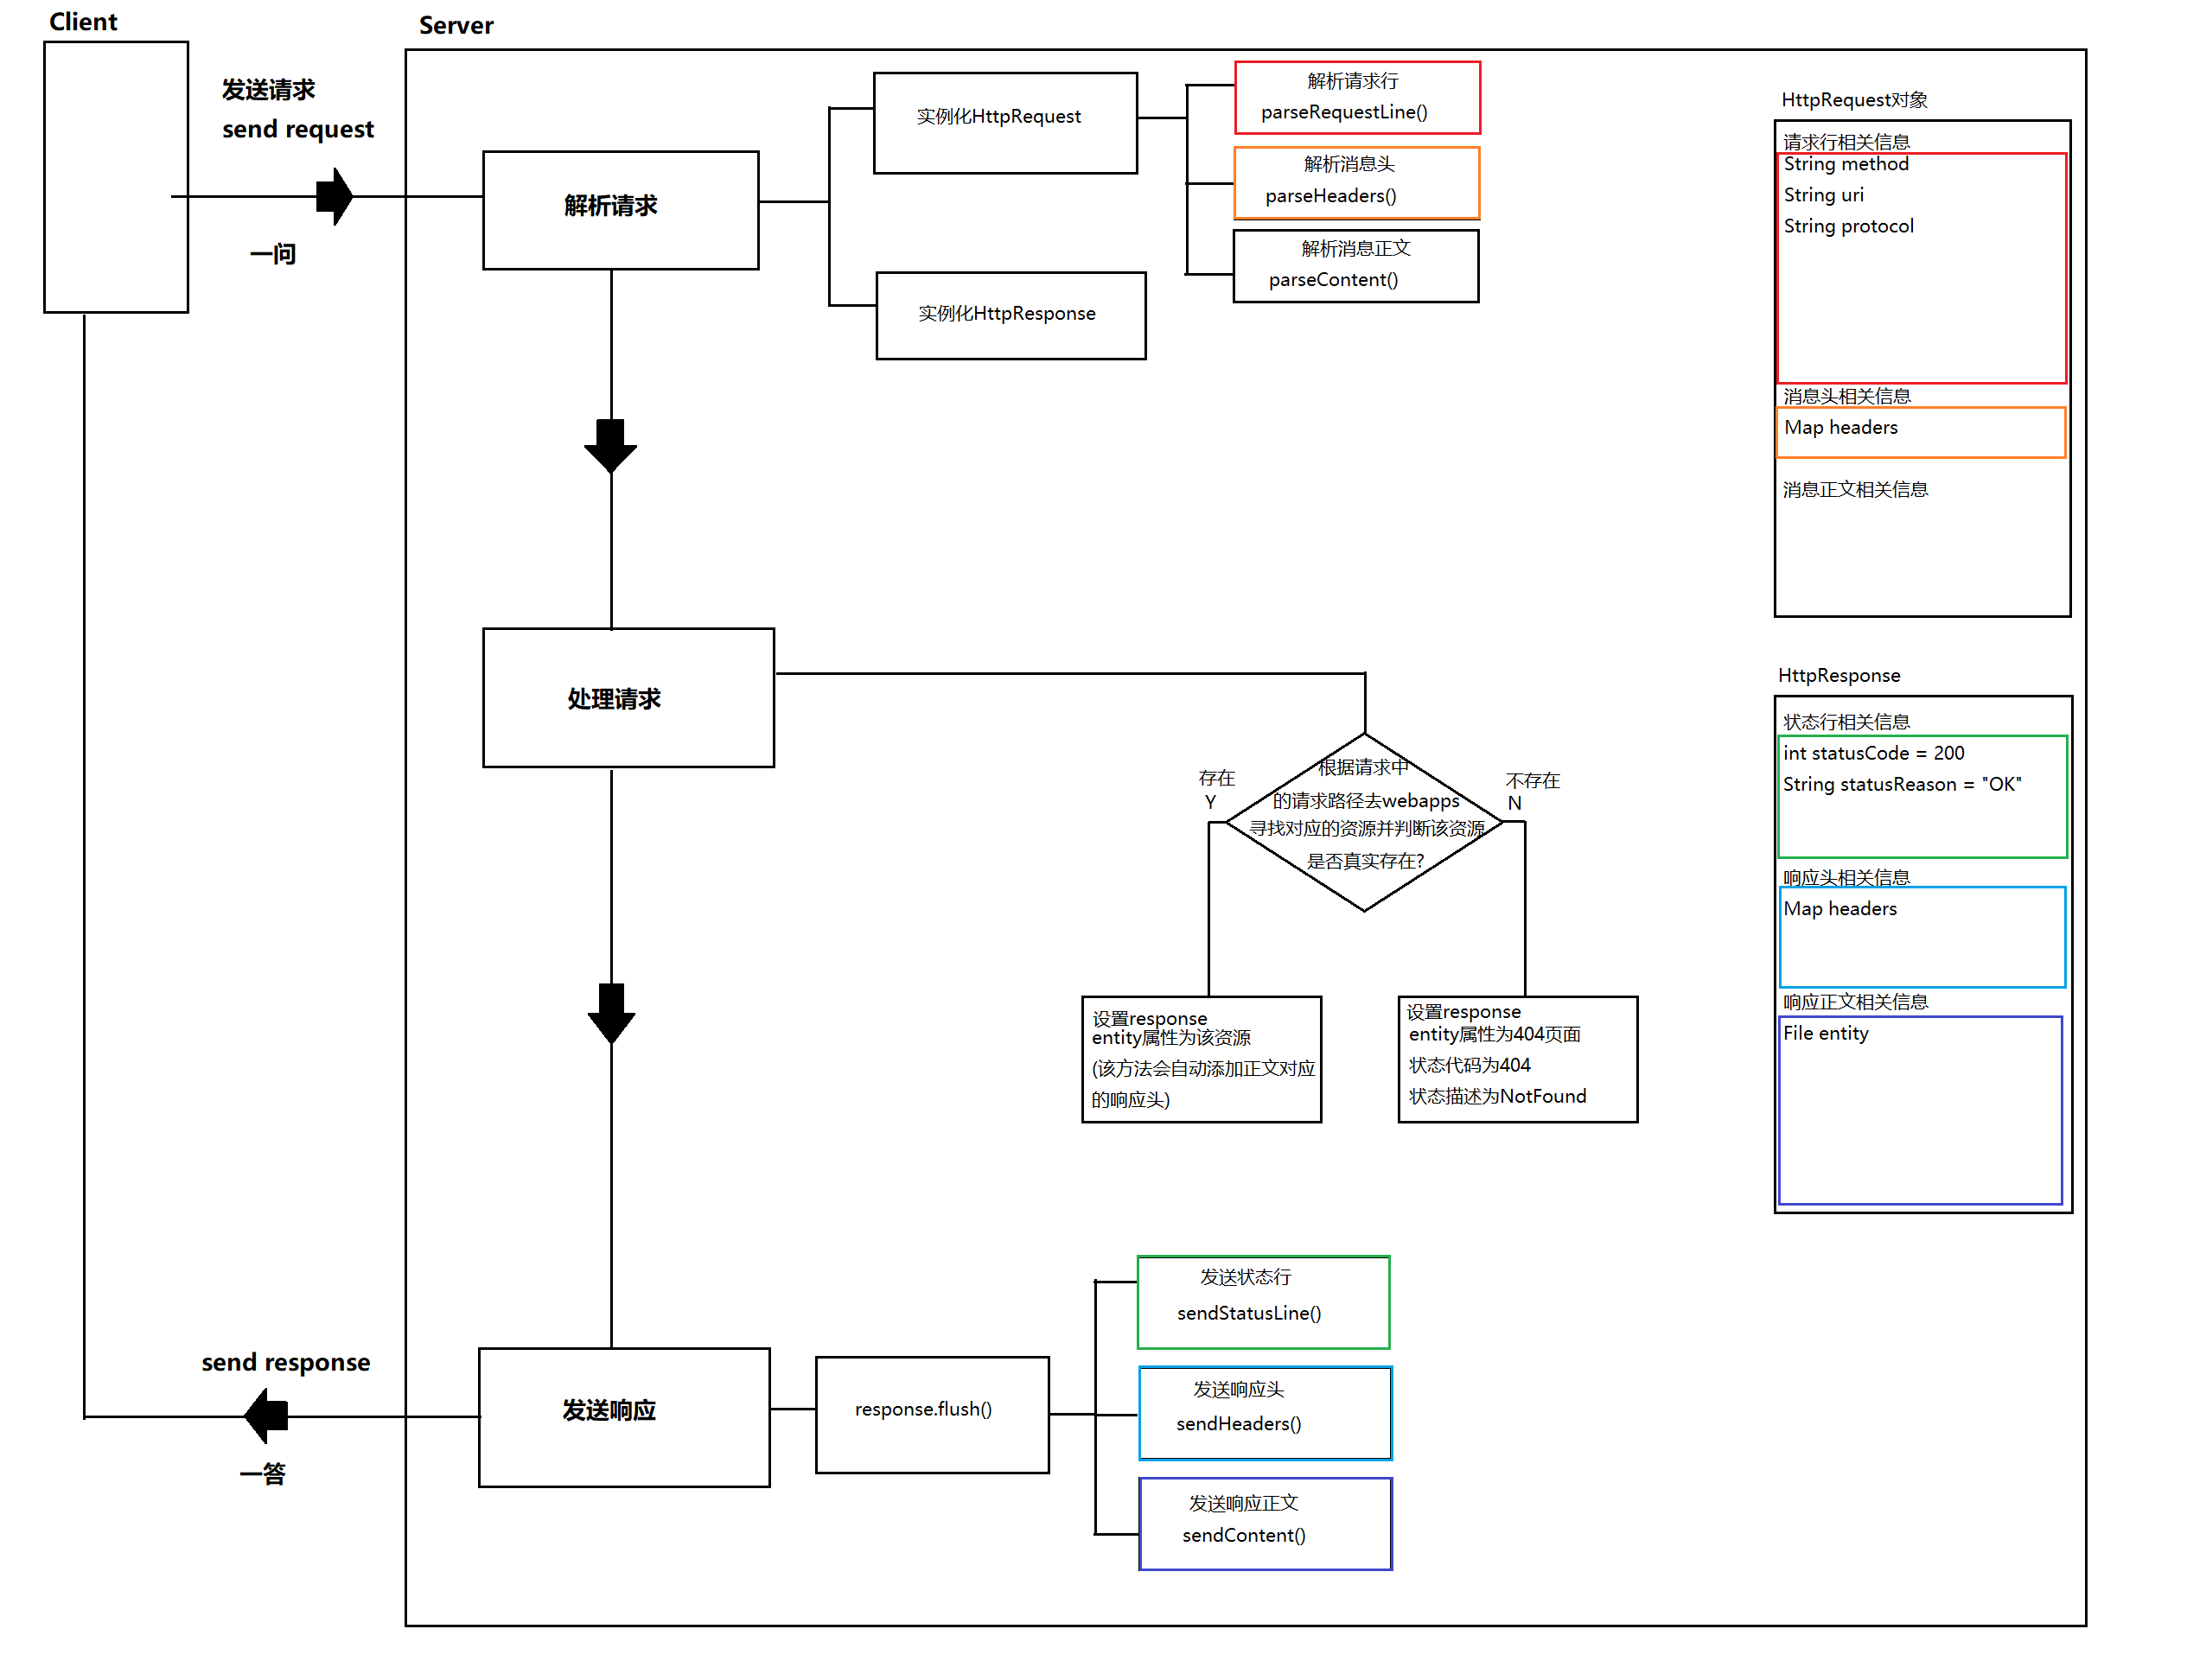 Client
Server
发送请求
send request
一问
解析请求
实例化HttpRequest
实例化HttpResponse
解析请求行
parseRequestLine()
解析消息头
parseHeaders()
解析消息正文
parseContent()
HttpRequest对象
请求行相关信息
String method
String uri
String protocol
消息头相关信息
Map headers
消息正文相关信息
处理请求
根据请求中
的请求路径去webapps
寻找对应的资源并判断该资源
是否真实存在?
存在
Y
不存在
N
设置response
entity属性为该资源
(该方法会自动添加正文对应
的响应头)
设置response
entity属性为404页面
状态代码为404
状态描述为NotFound
HttpResponse
状态行相关信息
int statusCode = 200
String statusReason = "OK"
响应头相关信息
Map headers
响应正文相关信息
File entity
send response
一答
发送响应
response.flush()
发送状态行
sendStatusLine()
发送响应头
sendHeaders()
发送响应正文
sendContent()